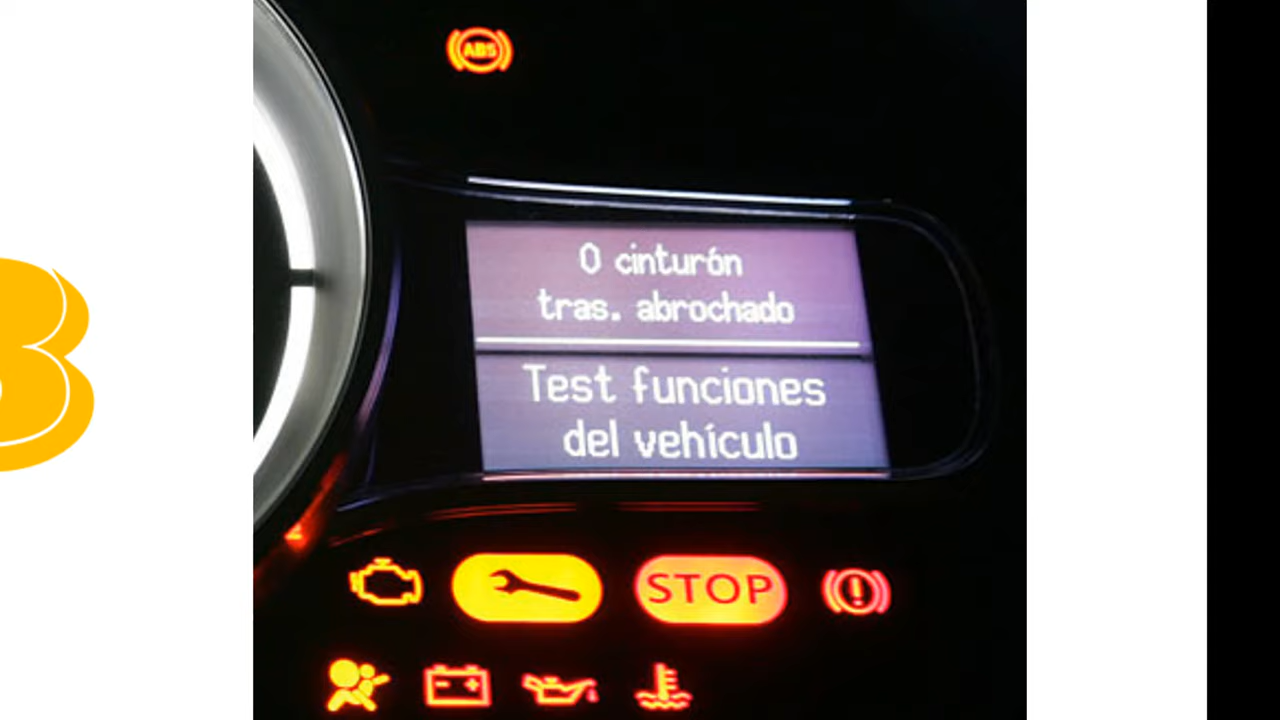 ABS
0 cinturón
tras. abrochado
Test funciones
del vehículo
STOP